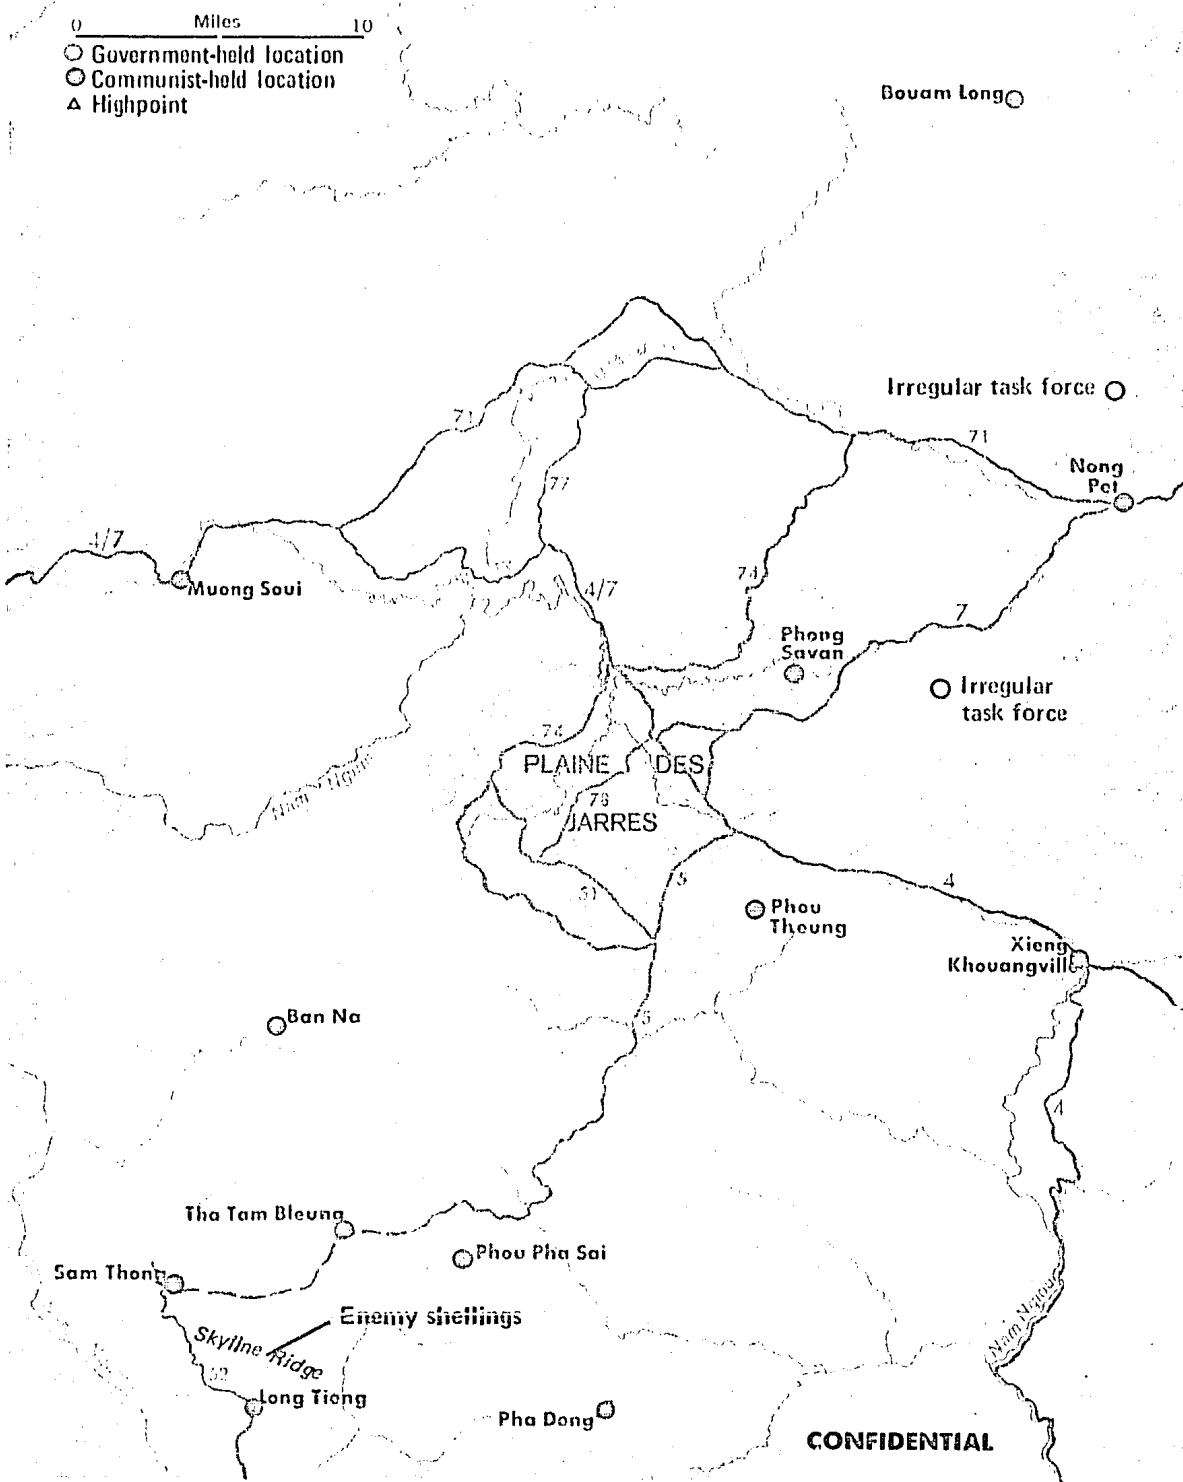 0 Miles 10
Government-held location
Communist-held location
Highpoint
Bouam Long
Irregular task force
71
71
Nong
Pet
77
4/7
Muong Soui
4/7
74
7
Phong
Savan
Irregular
task force
74
PLAINE DES
Nam Ngum
JARRES
5
4
Phou
Theung
Xieng
Khouangville
Ban Na
5
4
Tha Tam Bleung
Phou Pha Sai
Sam Thong
Enemy shellings
Skyline Ridge
52
Long Tieng
Pha Dong
CONFIDENTIAL